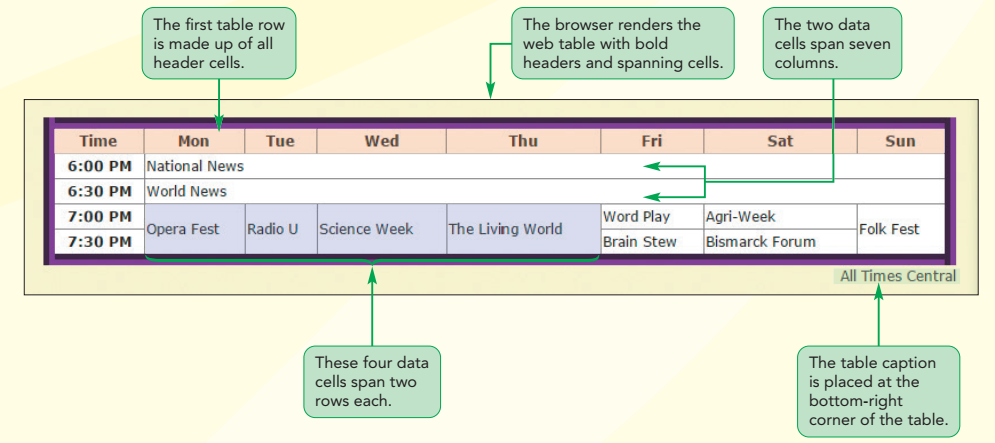 The first table row
is made up of all
header cells.
The browser renders the
web table with bold
headers and spanning cells.
The two data
cells span seven
columns.
Time Mon Tue Wed Thu Fri Sat Sun
6:00 PM National News
6:30 PM World News
7:00 PM Opera Fest Radio U Science Week The Living World Word Play Agri-Week Folk Fest
7:30 PM Brain Stew Bismarck Forum
All Times Central
These four data
cells span two
rows each.
The table caption
is placed at the
bottom-right
corner of the table.